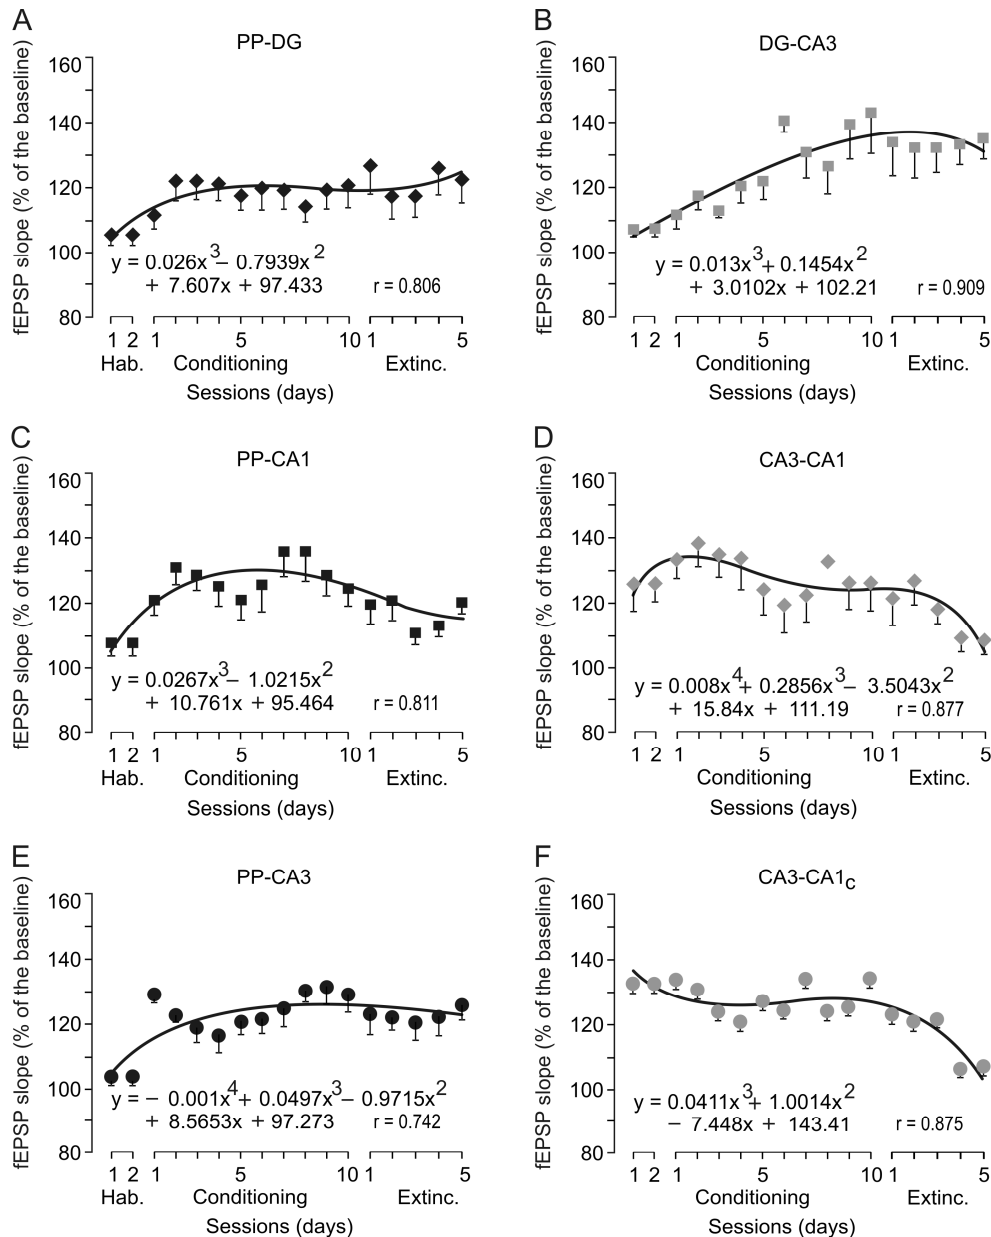 A
PP-DG
fEPSP slope (% of the baseline)
160
140
120
100
80
y = 0.026x3 – 0.7939x2
+ 7.607x + 97.433
r = 0.806
1 2 1 5 10 1 5
Hab. Conditioning Extinc.
Sessions (days)
B
DG-CA3
fEPSP slope (% of the baseline)
160
140
120
100
80
y = 0.013x3 + 0.1454x2
+ 3.0102x + 102.21
r = 0.909
1 2 1 5 10 1 5
Hab. Conditioning Extinc.
Sessions (days)
C
PP-CA1
fEPSP slope (% of the baseline)
160
140
120
100
80
y = 0.0267x3 – 1.0215x2
+ 10.761x + 95.464
r = 0.811
1 2 1 5 10 1 5
Hab. Conditioning Extinc.
Sessions (days)
D
CA3-CA1
fEPSP slope (% of the baseline)
160
140
120
100
80
y = 0.008x4 + 0.2856x3 – 3.5043x2
+ 15.84x + 111.19
r = 0.877
1 2 1 5 10 1 5
Hab. Conditioning Extinc.
Sessions (days)
E
PP-CA3
fEPSP slope (% of the baseline)
160
140
120
100
80
y = – 0.001x4 + 0.0497x3 – 0.9715x2
+ 8.5653x + 97.273
r = 0.742
1 2 1 5 10 1 5
Hab. Conditioning Extinc.
Sessions (days)
F
CA3-CA1c
fEPSP slope (% of the baseline)
160
140
120
100
80
y = 0.0411x3 + 1.0014x2
– 7.448x + 143.41
r = 0.875
1 2 1 5 10 1 5
Hab. Conditioning Extinc.
Sessions (days)